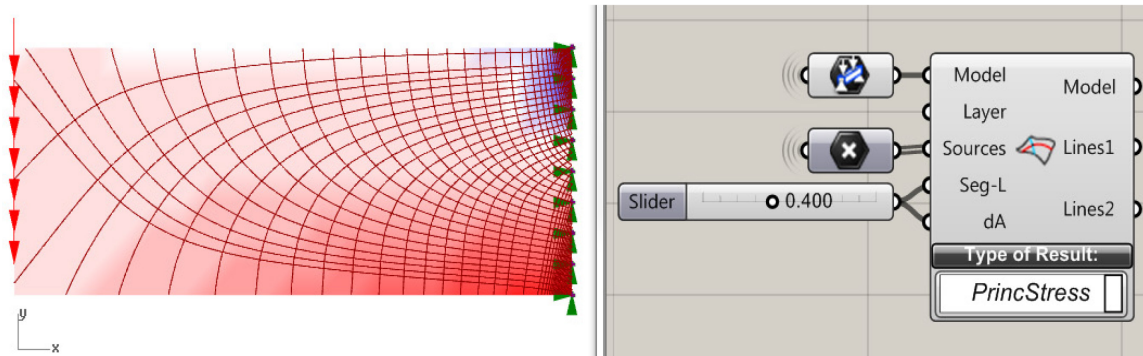 y
x
Model
Layer
Sources
Seg-L
dA
Model
Lines1
Lines2
Slider 0.400
Type of Result:
PrincStress